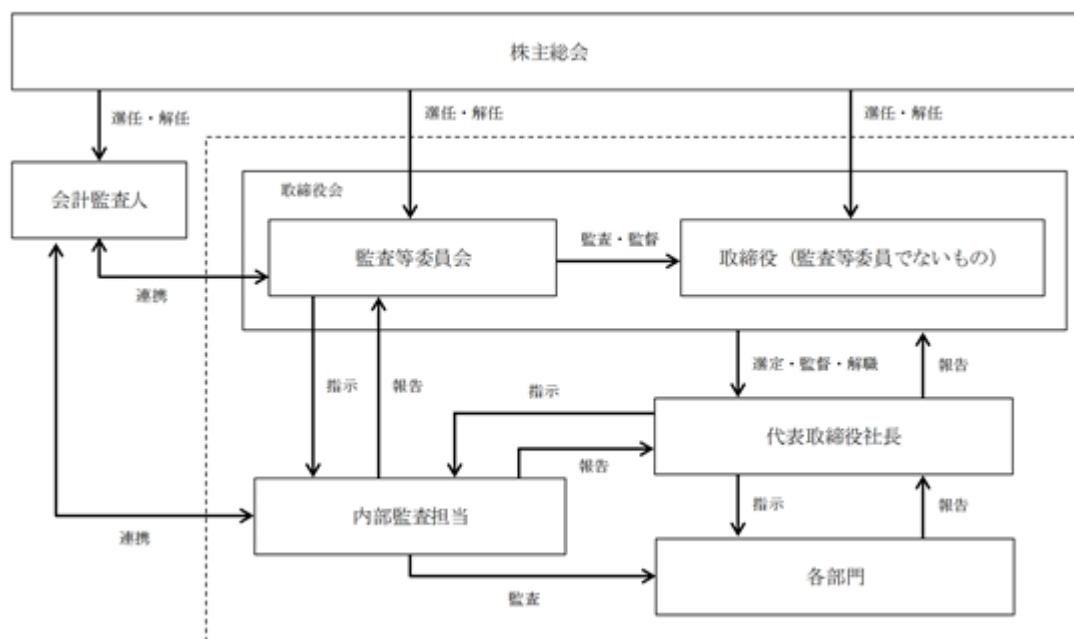 株主総会
選任・解任
選任・解任
選任・解任
会計監査人
取締役会
監査等委員会
監査・監督
取締役（監査等委員でないもの）
連携
選定・監督・解職
報告
指示
報告
指示
代表取締役社長
報告
内部監査担当
指示
報告
連携
各部門
監査